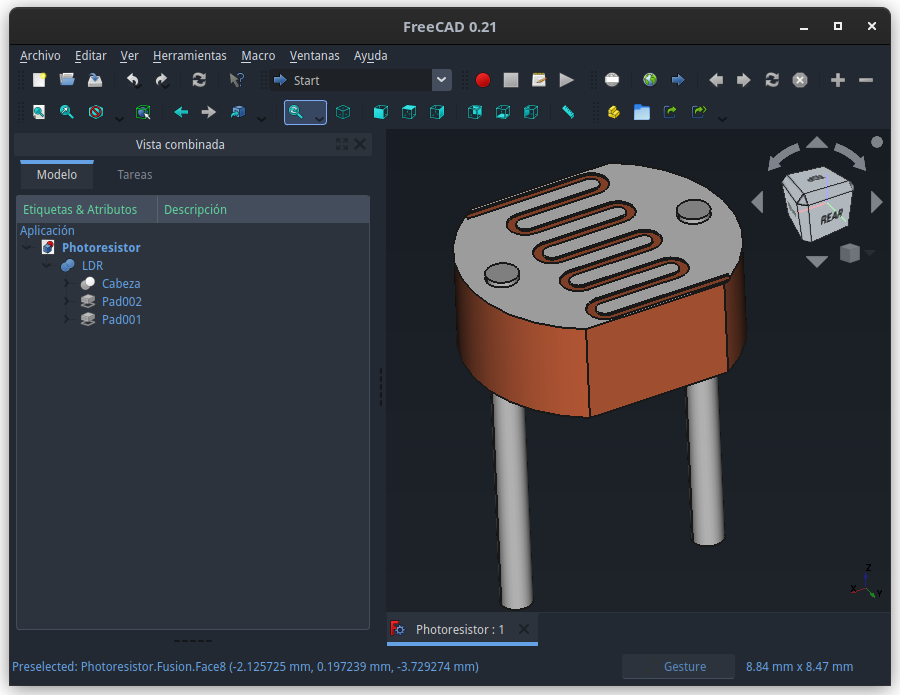 FreeCAD 0.21
Archivo Editar Ver Herramientas Macro Ventanas Ayuda
Start
Vista combinada
Modelo Tareas
Etiquetas & Atributos Descripción
Aplicación
Photoresistor
LDR
Cabeza
Pad002
Pad001
REAR
Z
X Y
Photoresistor : 1
Preselected: Photoresistor.Fusion.Face8 (-2.125725 mm, 0.197239 mm, -3.729274 mm) Gesture 8.84 mm x 8.47 mm